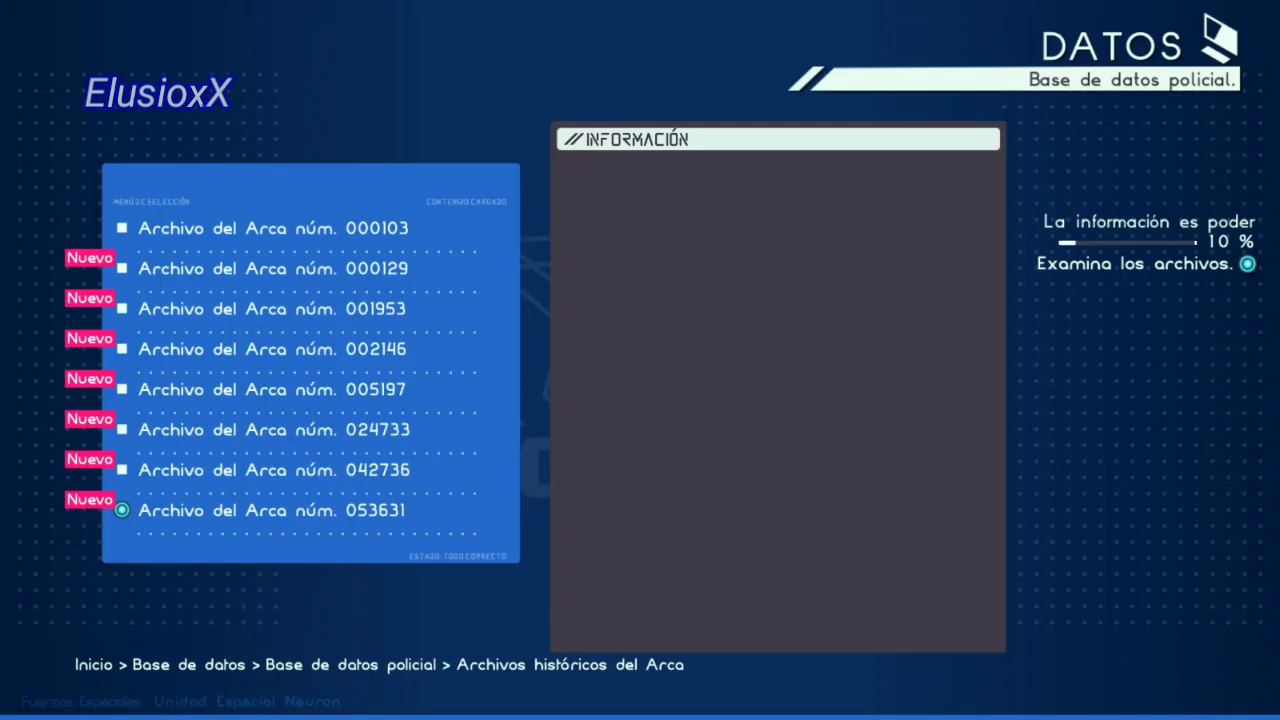 DATOS
Base de datos policial.
ElusioxX
// INFORMACIÓN
MENÚ DE SELECCIÓN
CONTENIDO CARGADO
Archivo del Arca núm. 000103
Nuevo
Archivo del Arca núm. 000129
Nuevo
Archivo del Arca núm. 001953
Nuevo
Archivo del Arca núm. 002146
Nuevo
Archivo del Arca núm. 005197
Nuevo
Archivo del Arca núm. 024733
Nuevo
Archivo del Arca núm. 042736
Nuevo
Archivo del Arca núm. 053631
ESTADO: TODO CORRECTO
La información es poder
10 %
Examina los archivos.
Inicio > Base de datos > Base de datos policial > Archivos históricos del Arca
Fuerzas Especiales Unidad Especial Neuron